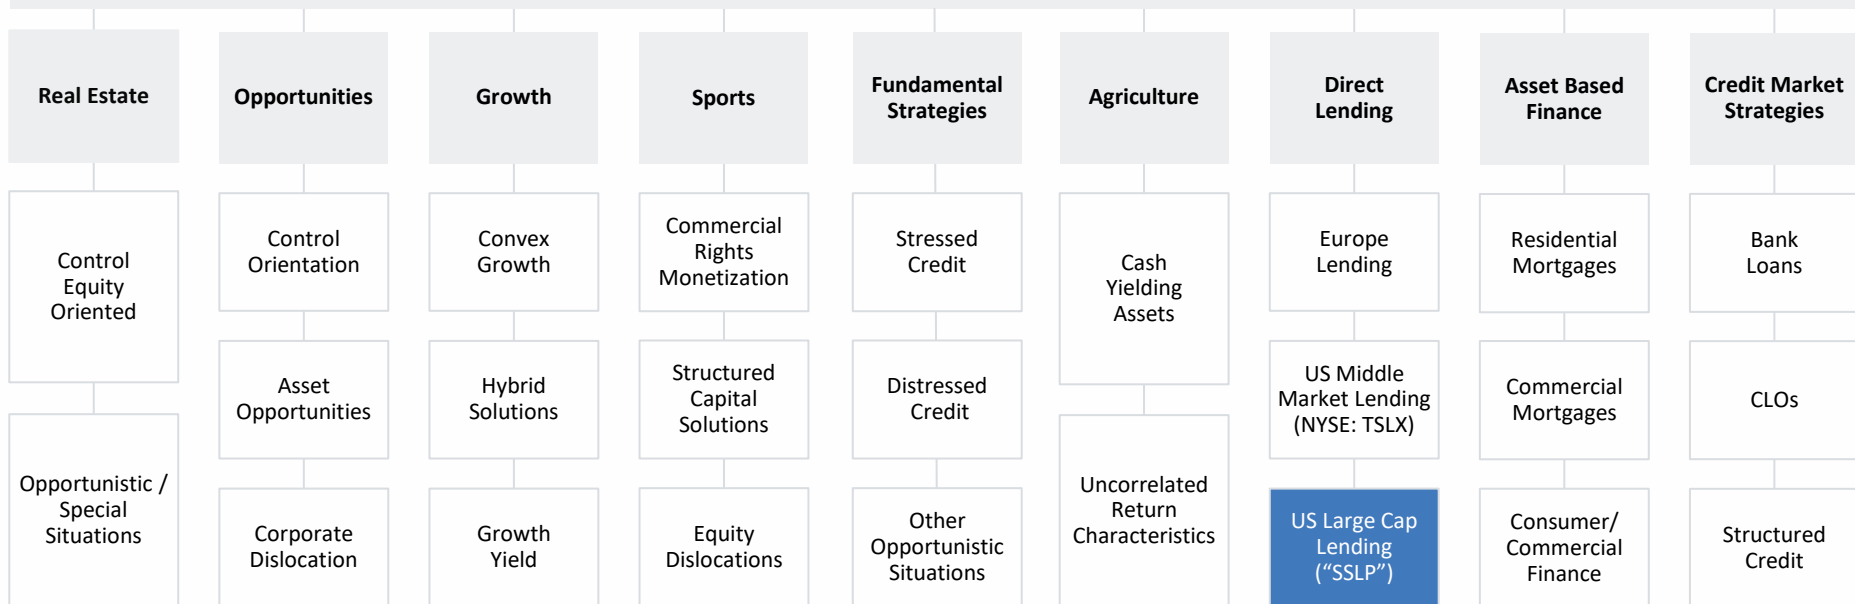 Real Estate
Opportunities
Growth
Sports
Fundamental
Strategies
Agriculture
Direct
Lending
Asset Based
Finance
Credit Market
Strategies
Control
Equity
Oriented
Opportunistic /
Special
Situations
Control
Orientation
Asset
Opportunities
Corporate
Dislocation
Convex
Growth
Hybrid
Solutions
Growth
Yield
Commercial
Rights
Monetization
Structured
Capital
Solutions
Equity
Dislocations
Stressed
Credit
Distressed
Credit
Other
Opportunistic
Situations
Cash
Yielding
Assets
Uncorrelated
Return
Characteristics
Europe
Lending
US Middle
Market Lending
(NYSE: TSLX)
US Large Cap
Lending
(“SSLP”)
Residential
Mortgages
Commercial
Mortgages
Consumer/
Commercial
Finance
Bank
Loans
CLOs
Structured
Credit